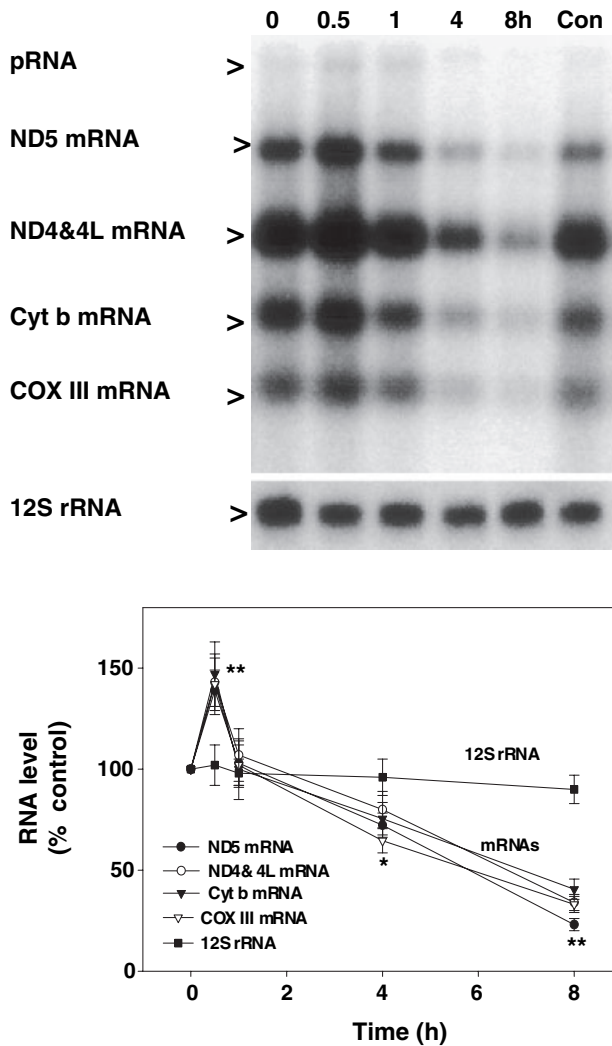 0 0.5 1 4 8h Con
pRNA >
ND5 mRNA >
ND4&4L mRNA >
Cyt b mRNA >
COX III mRNA >
12S rRNA >
RNA level
(% control)
150
100
50
0
**
12S rRNA
mRNAs
*
**
ND5 mRNA
ND4& 4L mRNA
Cyt b mRNA
COX III mRNA
12S rRNA
0 2 4 6 8
Time (h)